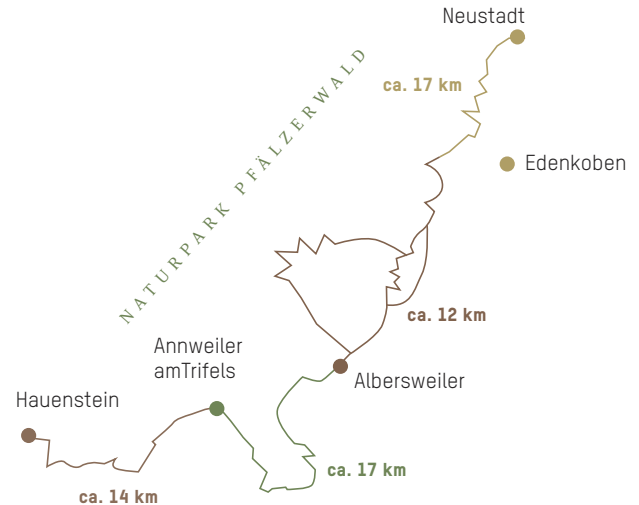 Neustadt
ca. 17 km
NATURPARK PFÄLZERWALD
Edenkoben
ca. 12 km
Annweiler
amTrifels
Albersweiler
Hauenstein
ca. 17 km
ca. 14 km